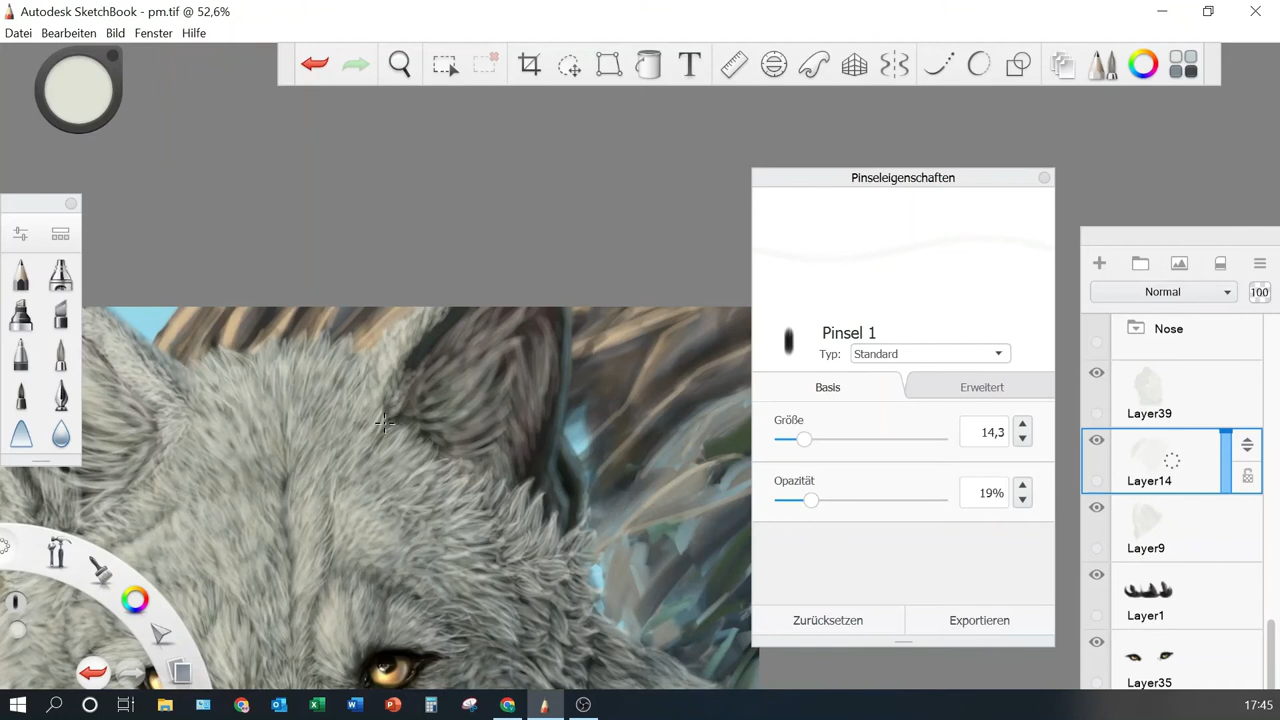 Autodesk SketchBook - pm.tif @ 52,6%
Datei Bearbeiten Bild Fenster Hilfe
T
Pinseleigenschaften
Pinsel 1
Typ: Standard
Basis Erweitert
Größe
14,3
Opazität
19%
Zurücksetzen Exportieren
Normal 100
Nose
Layer39
Layer14
Layer9
Layer1
Layer35
17:45